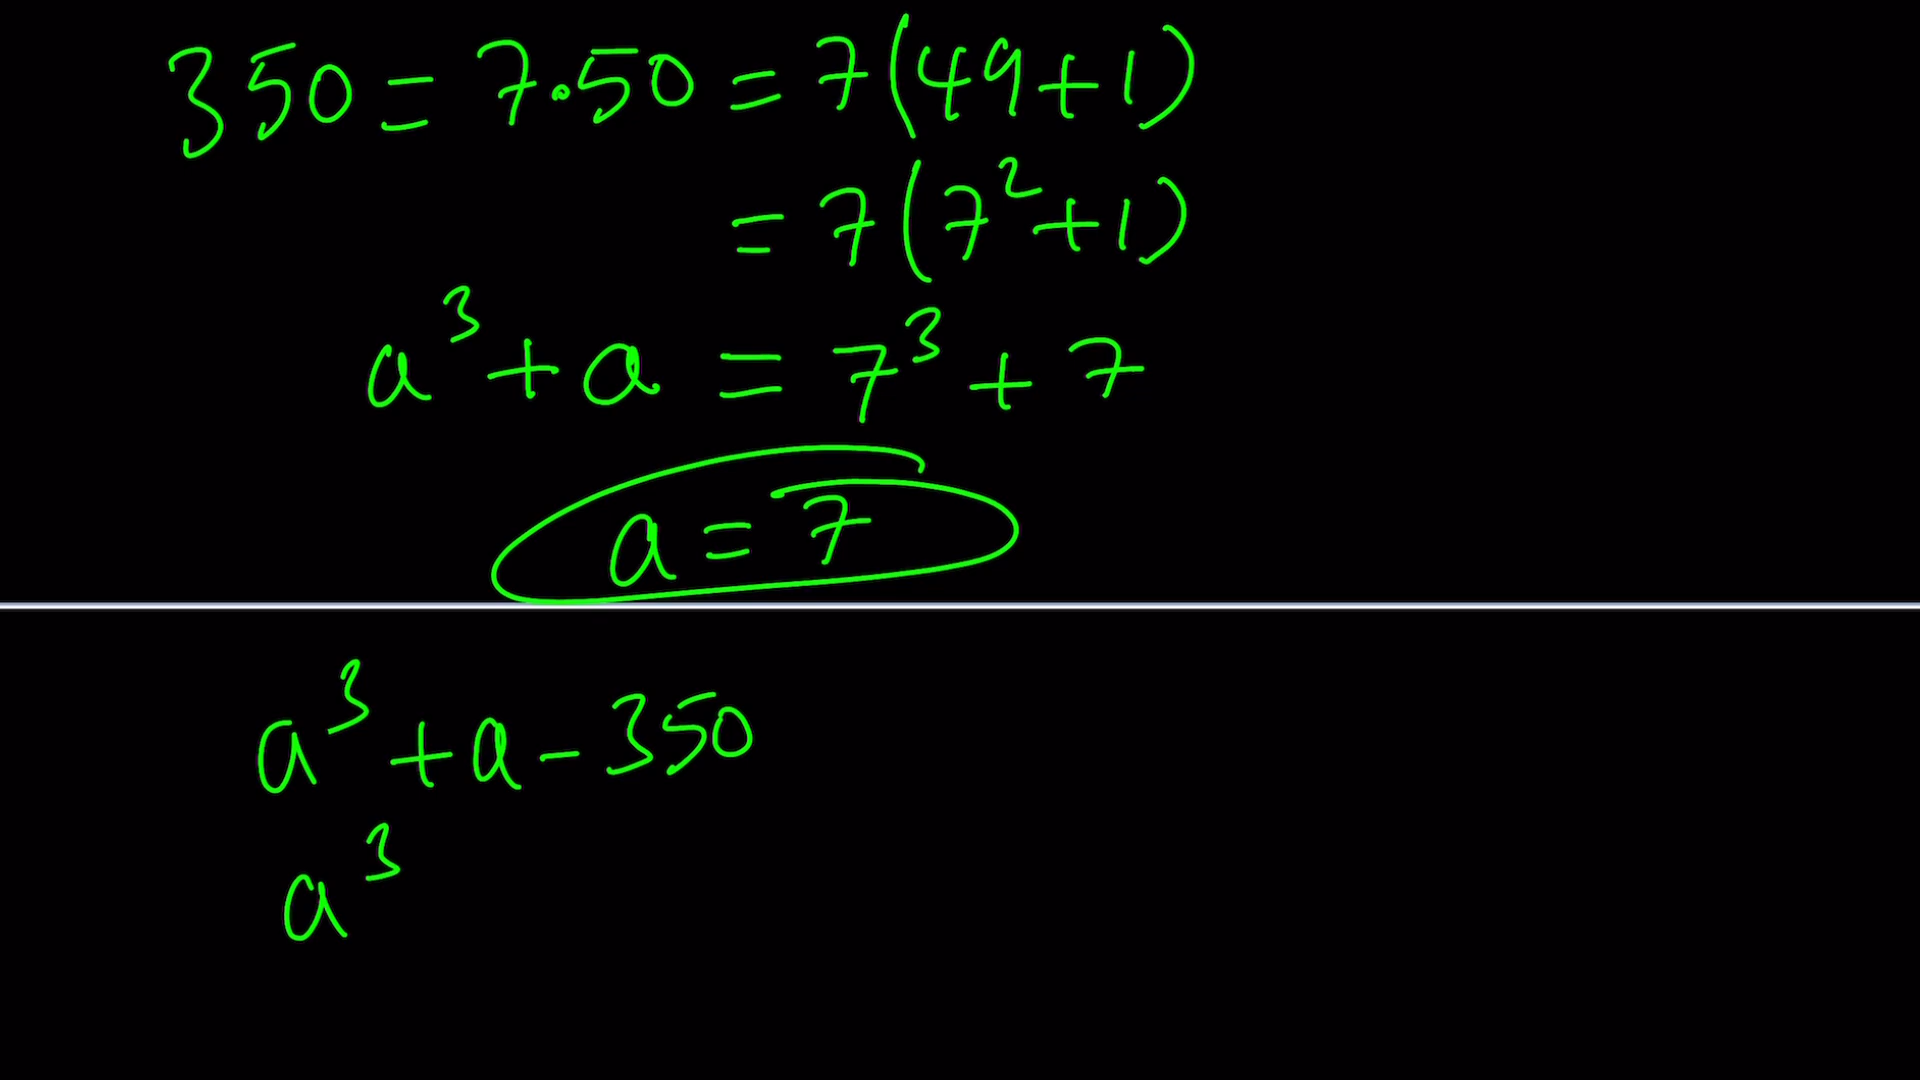 350 = 7·50 = 7(49+1)
= 7(7²+1)
a³ + a = 7³ + 7
a = 7
a³ + a - 350
a³